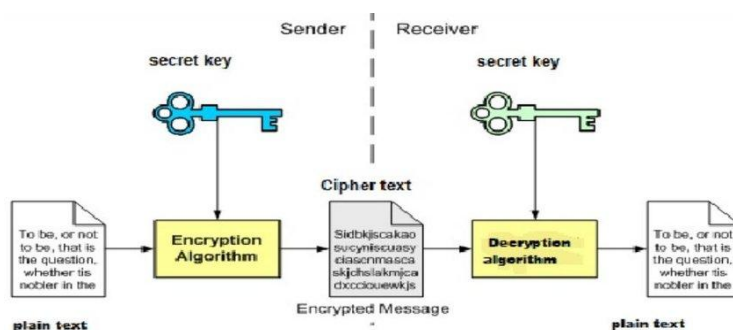 Sender
Receiver
secret key
secret key
Cipher text
To be, or not
to be, that is
the question,
whether tis
nobler in the
Encryption
Algorithm
Sidbkjscakao
sucyniscuasy
ciascnmasca
skjchslakmjca
dxcciouewkjs
Decryption
algorithm
To be, or not
to be, that is
the question,
whether tis
nobler in the
Encrypted Message
plain text
plain text